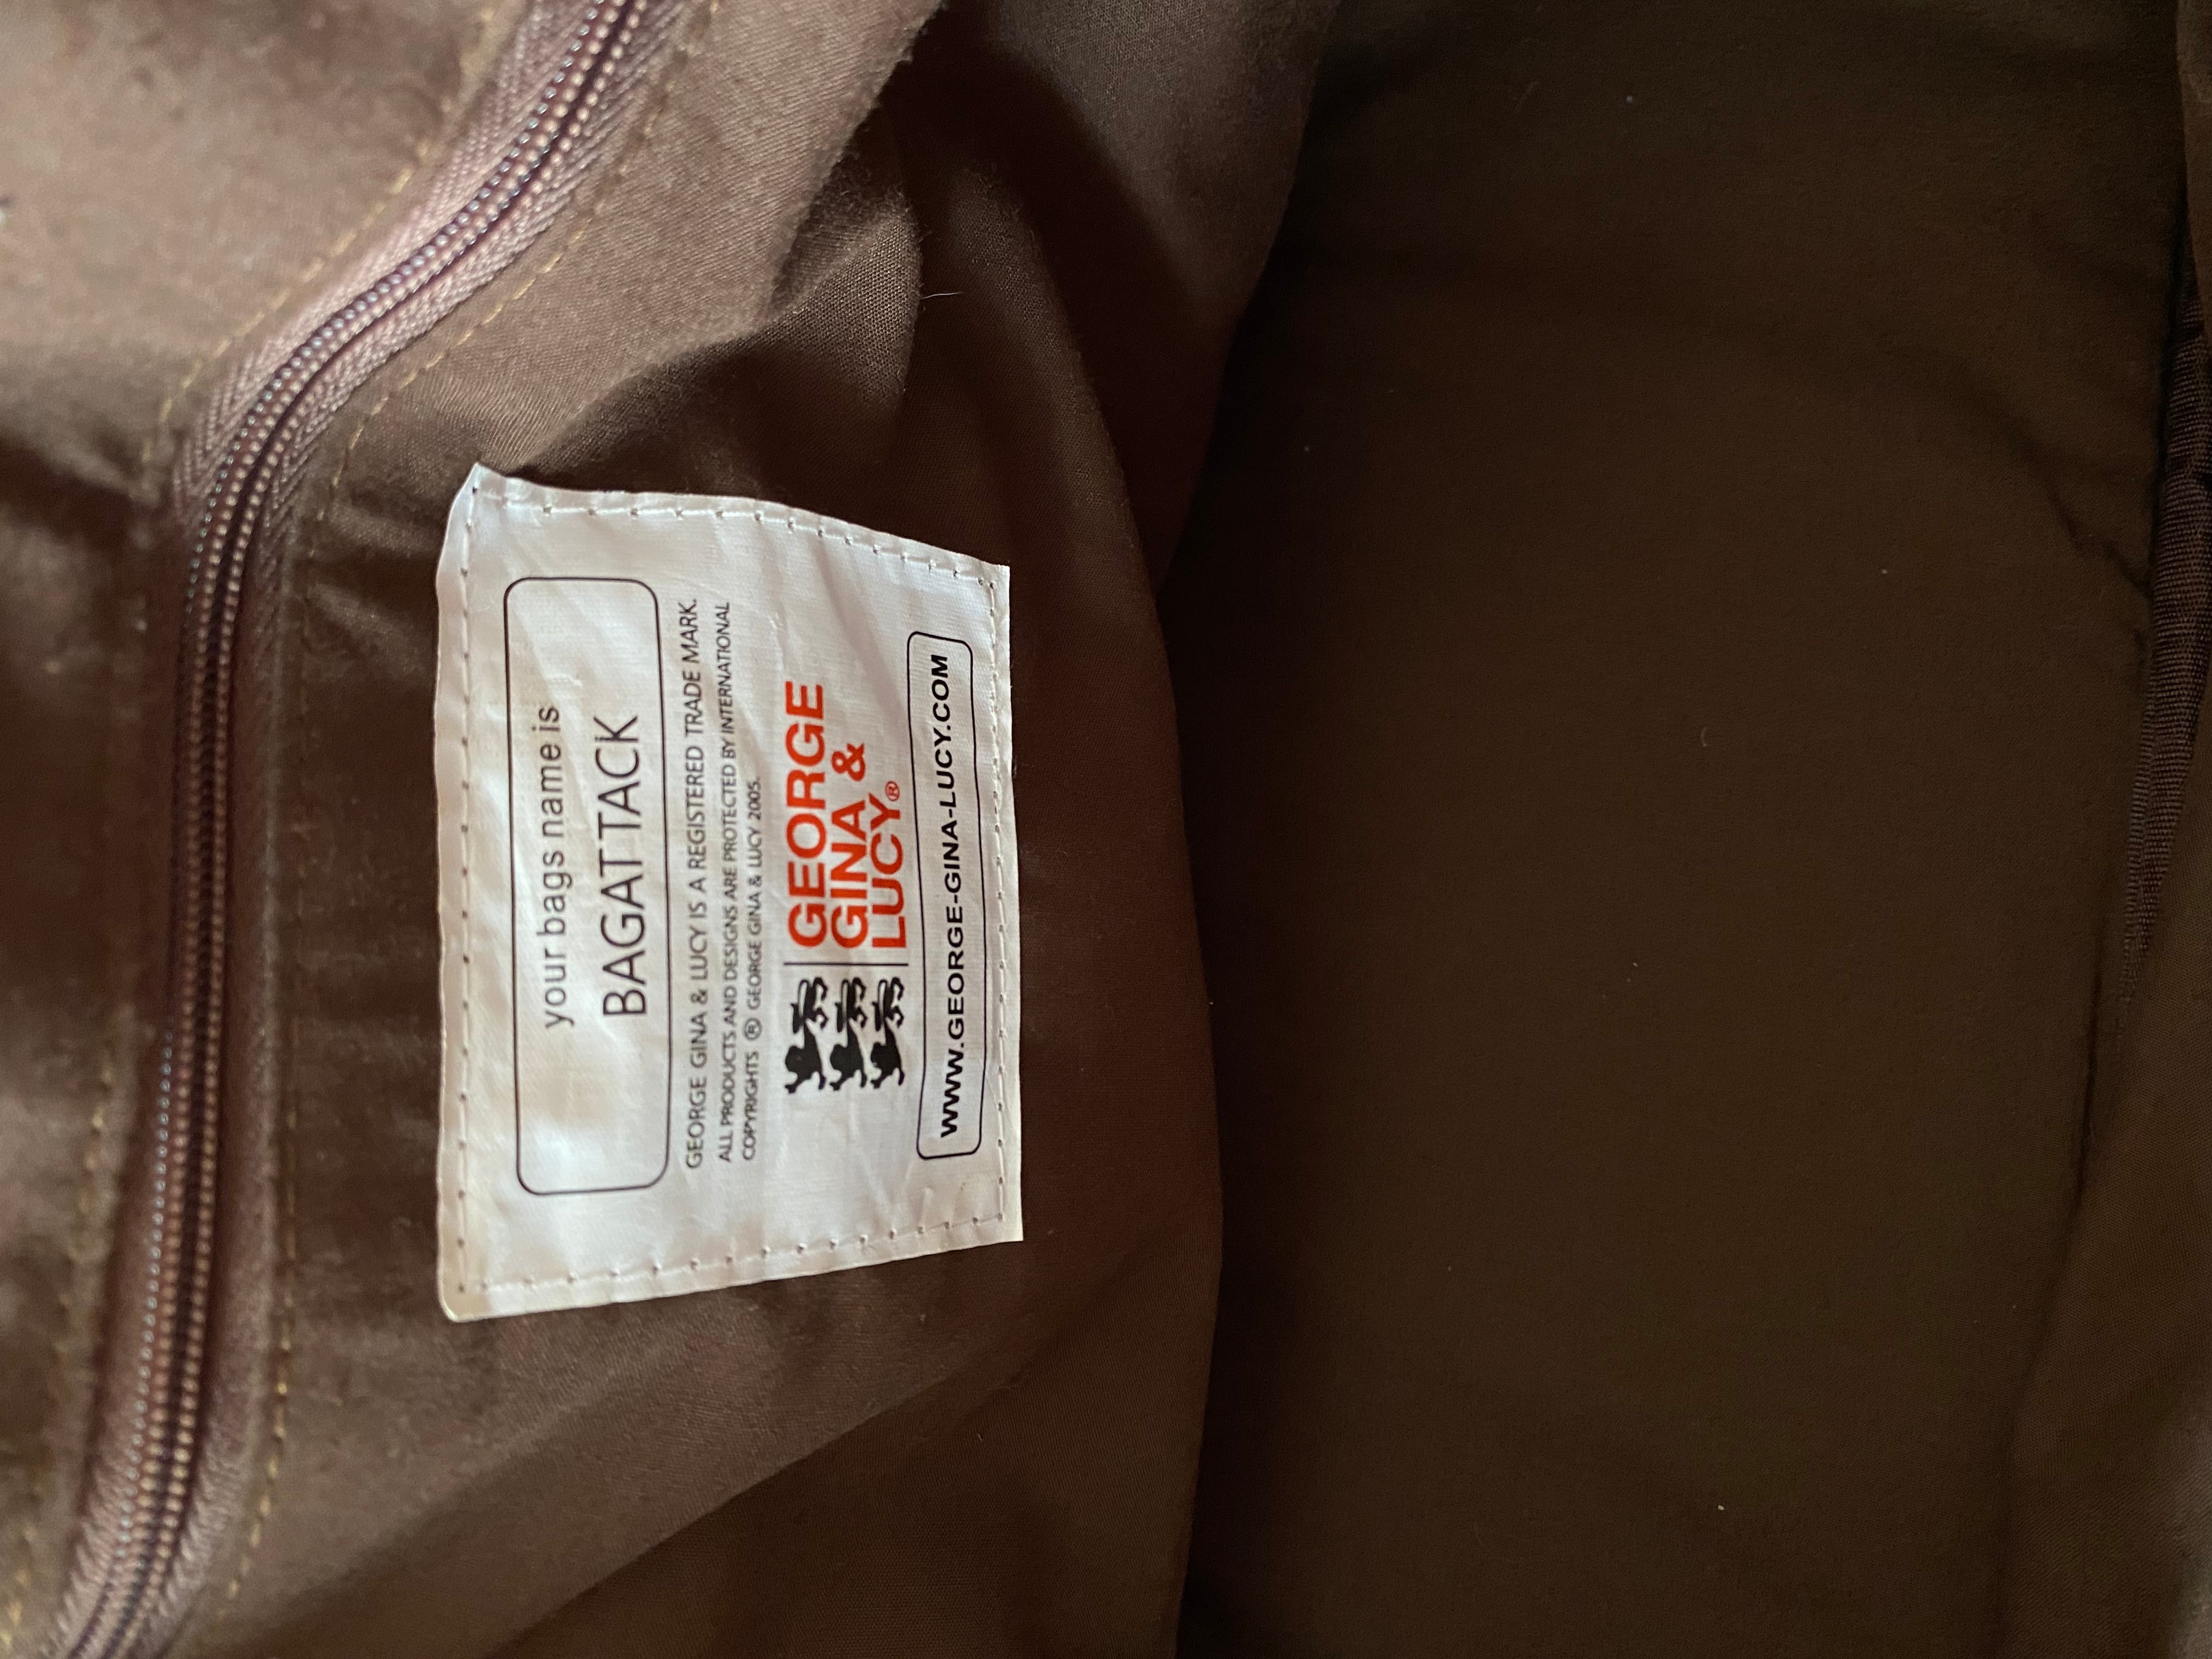 your bags name is
BAGATTACK
GEORGE GINA & LUCY IS A REGISTERED TRADE MARK.
ALL PRODUCTS AND DESIGNS ARE PROTECTED BY INTERNATIONAL
COPYRIGHTS ® GEORGE GINA & LUCY 2005.
GEORGE
GINA &
LUCY®
WWW.GEORGE-GINA-LUCY.COM